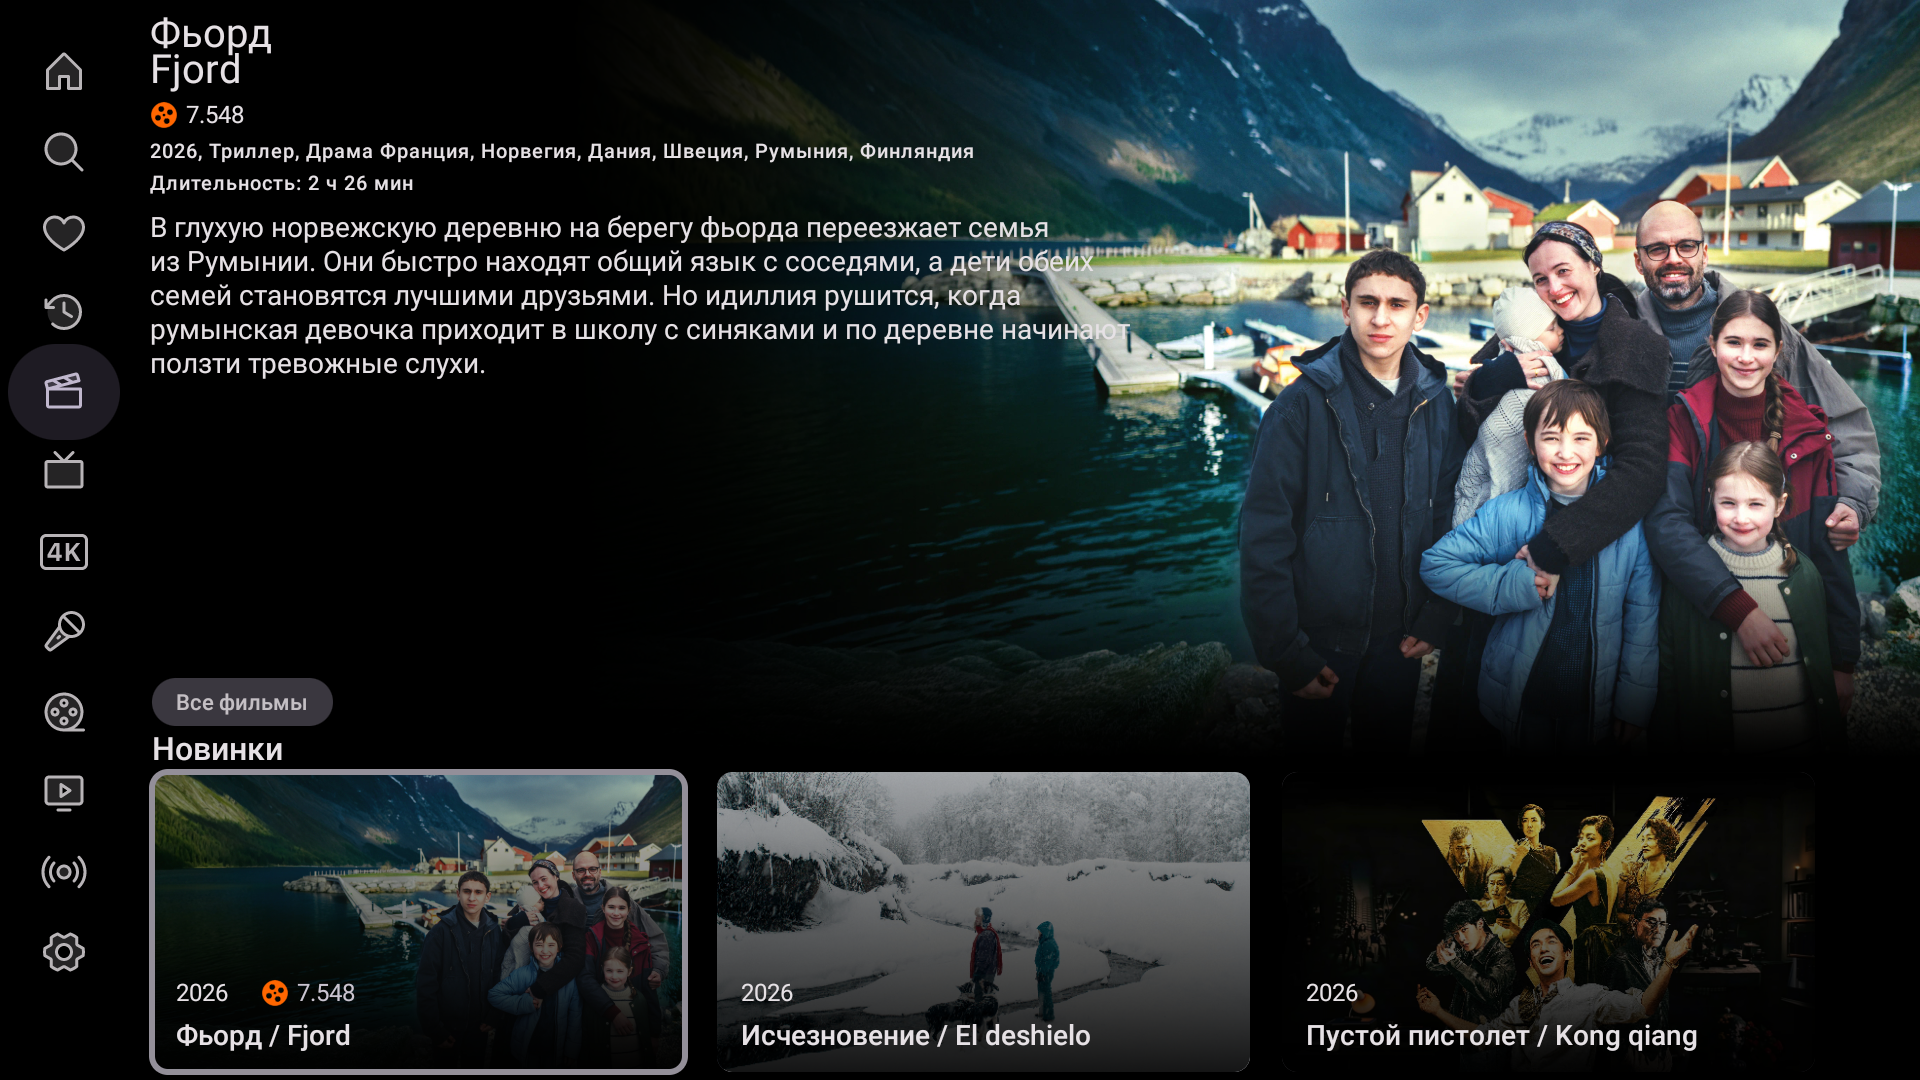 Фьорд
Fjord
7.548
2026, Триллер, Драма Франция, Норвегия, Дания, Швеция, Румыния, Финляндия
Длительность: 2 ч 26 мин
В глухую норвежскую деревню на берегу фьорда переезжает семья
из Румынии. Они быстро находят общий язык с соседями, а дети обеих
семей становятся лучшими друзьями. Но идиллия рушится, когда
румынская девочка приходит в школу с синяками и по деревне начинают
ползти тревожные слухи.
4K
Все фильмы
Новинки
2026 7.548
Фьорд / Fjord
2026
Исчезновение / El deshielo
2026
Пустой пистолет / Kong qiang